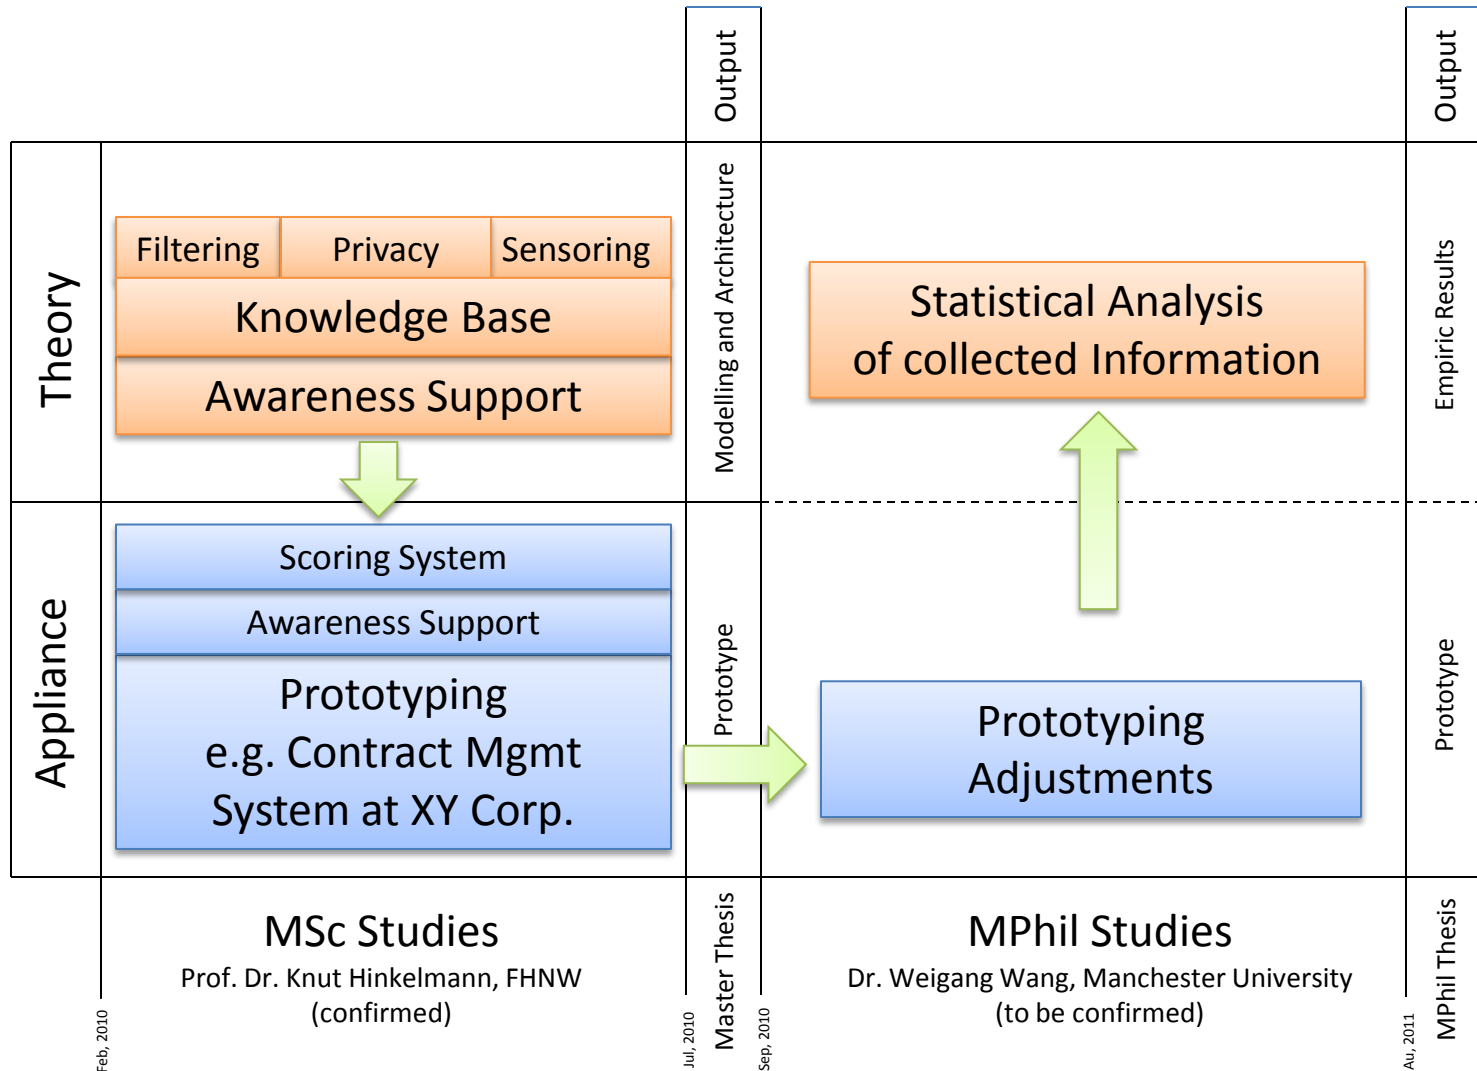 Output
Output
Theory
Filtering
Privacy
Sensoring
Knowledge Base
Awareness Support
Modelling and Architecture
Statistical Analysis
of collected Information
Empiric Results
Appliance
Scoring System
Awareness Support
Prototyping
e.g. Contract Mgmt
System at XY Corp.
Prototype
Prototyping
Adjustments
Prototype
MSc Studies
Prof. Dr. Knut Hinkelmann, FHNW
(confirmed)
Master Thesis
MPhil Studies
Dr. Weigang Wang, Manchester University
(to be confirmed)
MPhil Thesis
Feb, 2010
Jul, 2010
Sep, 2010
Au, 2011